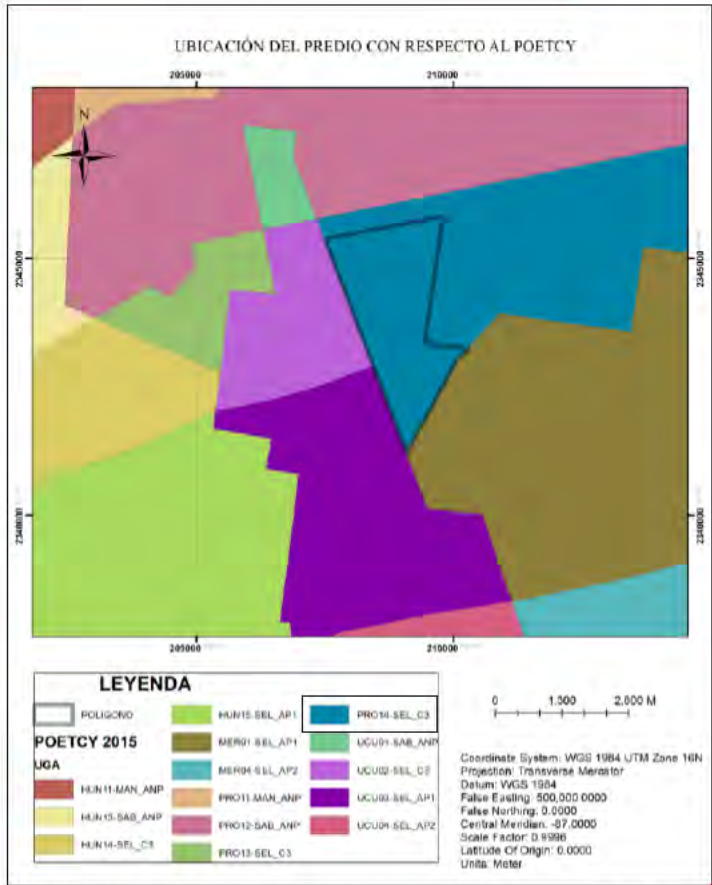 UBICACIÓN DEL PREDIO CON RESPECTO AL POETCY
205000 210000
N
2345000 2345000
2340000 2340000
205000 210000
LEYENDA
POLIGONO
POETCY 2015
UGA
HUN11-MAN_ANP
HUN13-SAB_ANP
HUN14-SEL_C3
HUN15-SEL_AP1
MER01-SEL_AP1
MER04-SEL_AP2
PRO11-MAN_ANP
PRO12-SAB_ANP
PRO13-SEL_C3
PRO14-SEL_C3
UCU01-SAB_ANP
UCU02-SEL_C3
UCU03-SEL_AP1
UCU04-SEL_AP2
0 1.000 2.000 M
Coordinate System: WGS 1984 UTM Zone 16N
Projection: Transverse Mercator
Datum: WGS 1984
False Easting: 500,000.0000
False Northing: 0.0000
Central Meridian: -87.0000
Scale Factor: 0.9996
Latitude Of Origin: 0.0000
Units: Meter